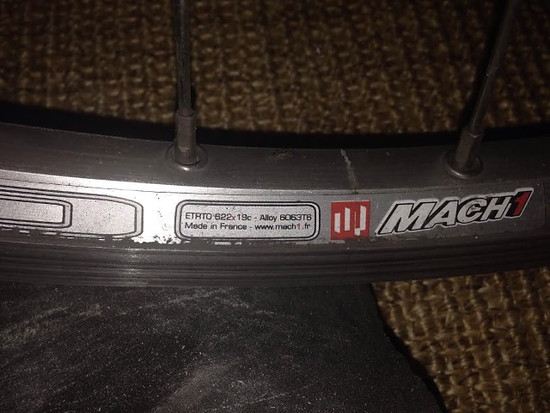 ETRTO 622x19c - Alloy 6063T6
Made in France - www.mach1.fr
MACH1